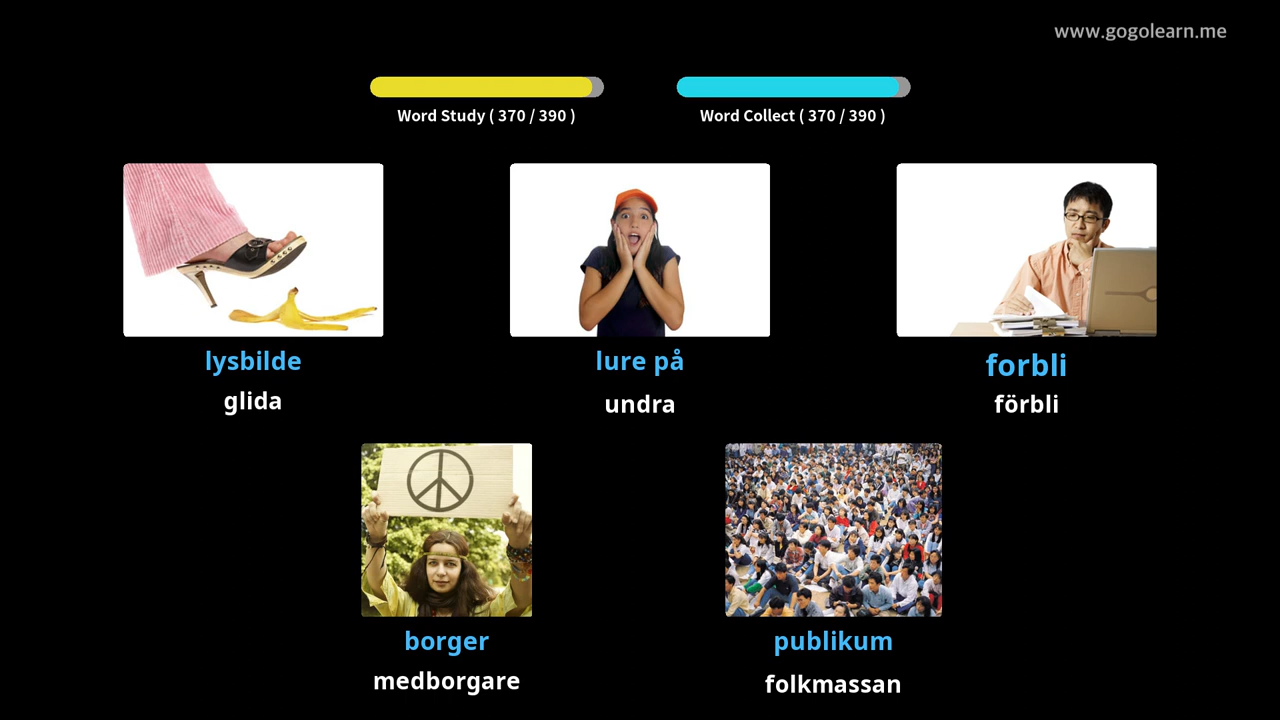 www.gogolearn.me
Word Study ( 370 / 390 )
Word Collect ( 370 / 390 )
lysbilde
glida
lure på
undra
forbli
förbli
borger
medborgare
publikum
folkmassan